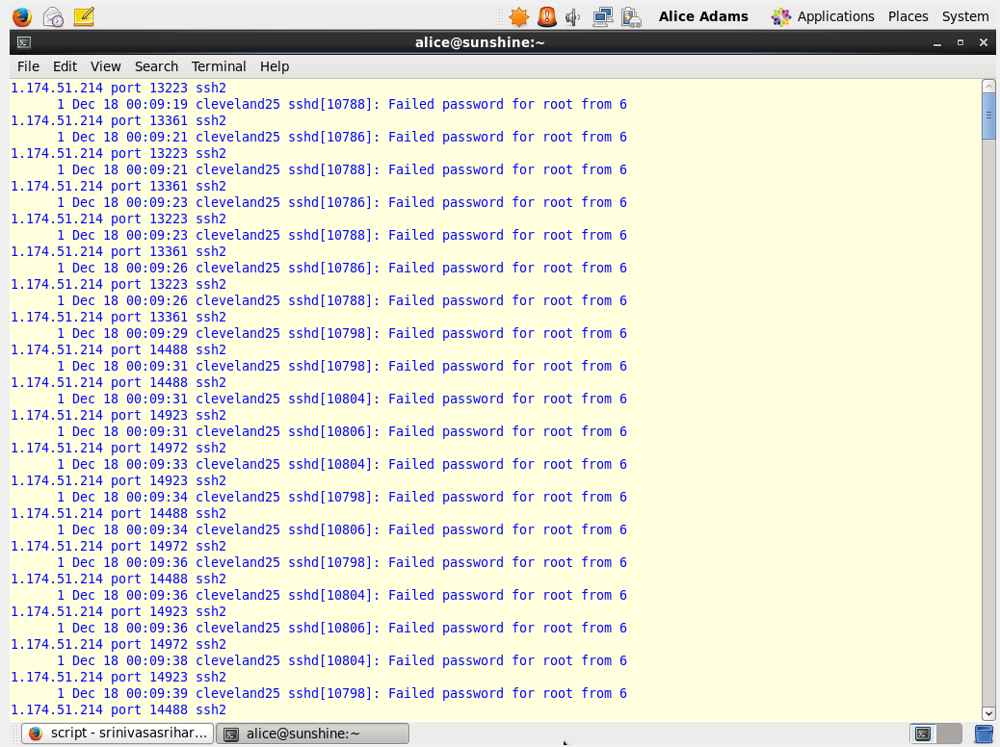 Alice Adams Applications Places System
alice@sunshine:~
File Edit View Search Terminal Help
1.174.51.214 port 13223 ssh2
1 Dec 18 00:09:19 cleveland25 sshd[10788]: Failed password for root from 6
1.174.51.214 port 13361 ssh2
1 Dec 18 00:09:21 cleveland25 sshd[10786]: Failed password for root from 6
1.174.51.214 port 13223 ssh2
1 Dec 18 00:09:21 cleveland25 sshd[10788]: Failed password for root from 6
1.174.51.214 port 13361 ssh2
1 Dec 18 00:09:23 cleveland25 sshd[10786]: Failed password for root from 6
1.174.51.214 port 13223 ssh2
1 Dec 18 00:09:23 cleveland25 sshd[10788]: Failed password for root from 6
1.174.51.214 port 13361 ssh2
1 Dec 18 00:09:26 cleveland25 sshd[10786]: Failed password for root from 6
1.174.51.214 port 13223 ssh2
1 Dec 18 00:09:26 cleveland25 sshd[10788]: Failed password for root from 6
1.174.51.214 port 13361 ssh2
1 Dec 18 00:09:29 cleveland25 sshd[10798]: Failed password for root from 6
1.174.51.214 port 14488 ssh2
1 Dec 18 00:09:31 cleveland25 sshd[10798]: Failed password for root from 6
1.174.51.214 port 14488 ssh2
1 Dec 18 00:09:31 cleveland25 sshd[10804]: Failed password for root from 6
1.174.51.214 port 14923 ssh2
1 Dec 18 00:09:31 cleveland25 sshd[10806]: Failed password for root from 6
1.174.51.214 port 14972 ssh2
1 Dec 18 00:09:33 cleveland25 sshd[10804]: Failed password for root from 6
1.174.51.214 port 14923 ssh2
1 Dec 18 00:09:34 cleveland25 sshd[10798]: Failed password for root from 6
1.174.51.214 port 14488 ssh2
1 Dec 18 00:09:34 cleveland25 sshd[10806]: Failed password for root from 6
1.174.51.214 port 14972 ssh2
1 Dec 18 00:09:36 cleveland25 sshd[10798]: Failed password for root from 6
1.174.51.214 port 14488 ssh2
1 Dec 18 00:09:36 cleveland25 sshd[10804]: Failed password for root from 6
1.174.51.214 port 14923 ssh2
1 Dec 18 00:09:36 cleveland25 sshd[10806]: Failed password for root from 6
1.174.51.214 port 14972 ssh2
1 Dec 18 00:09:38 cleveland25 sshd[10804]: Failed password for root from 6
1.174.51.214 port 14923 ssh2
1 Dec 18 00:09:39 cleveland25 sshd[10798]: Failed password for root from 6
1.174.51.214 port 14488 ssh2
script - srinivasasrihar... alice@sunshine:~